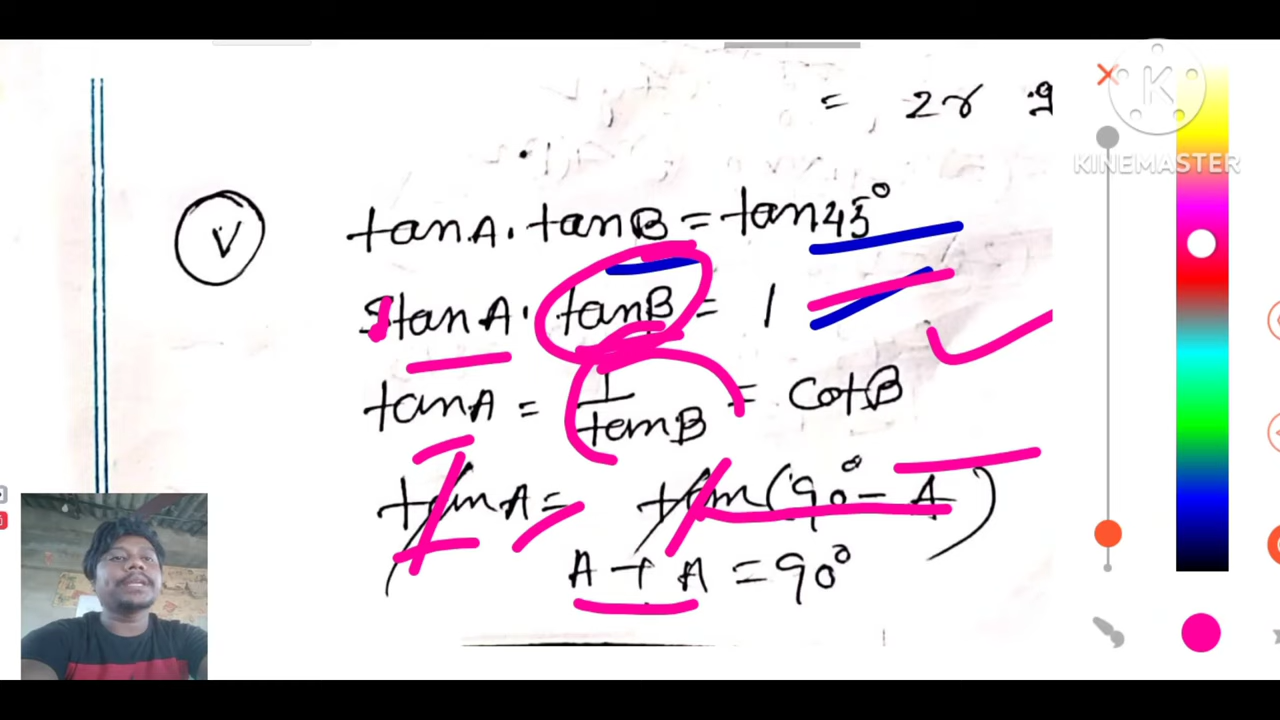 = 2r .g
KINEMASTER
V tanA. tanB = tan45°
tanA. tanB = 1
tanA = 1/tanB = CotB
tanA = tan(90° - A)
A + A = 90°